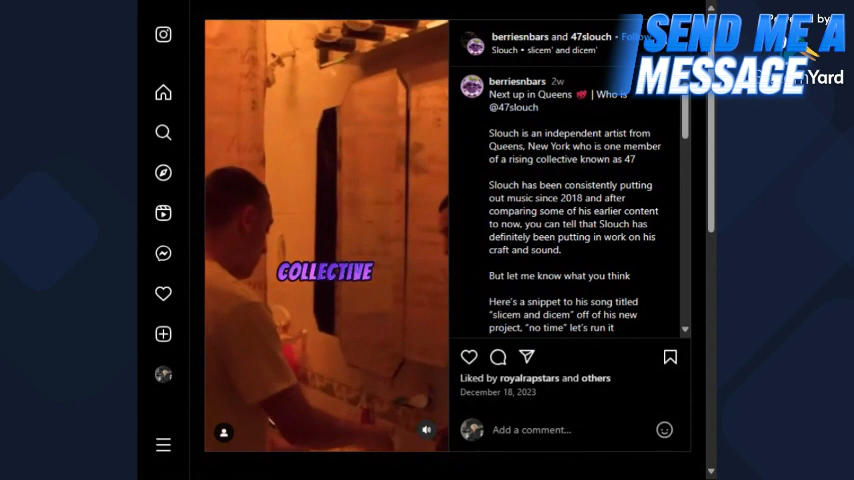 SEND ME A
MESSAGE
berriesnbars and 47slouch •
Slouch • slicem' and dicem'
berriesnbars 2w
Next up in Queens | Who is
@47slouch
Slouch is an independent artist from
Queens, New York who is one member
of a rising collective known as 47
Slouch has been consistently putting
out music since 2018 and after
comparing some of his earlier content
to now, you can tell that Slouch has
definitely been putting in work on his
craft and sound.
But let me know what you think
Here's a snippet to his song titled
"slicem and dicem" off of his new
project, "no time" let's run it
COLLECTIVE
Liked by royalrapstars and others
December 18, 2023
Add a comment...